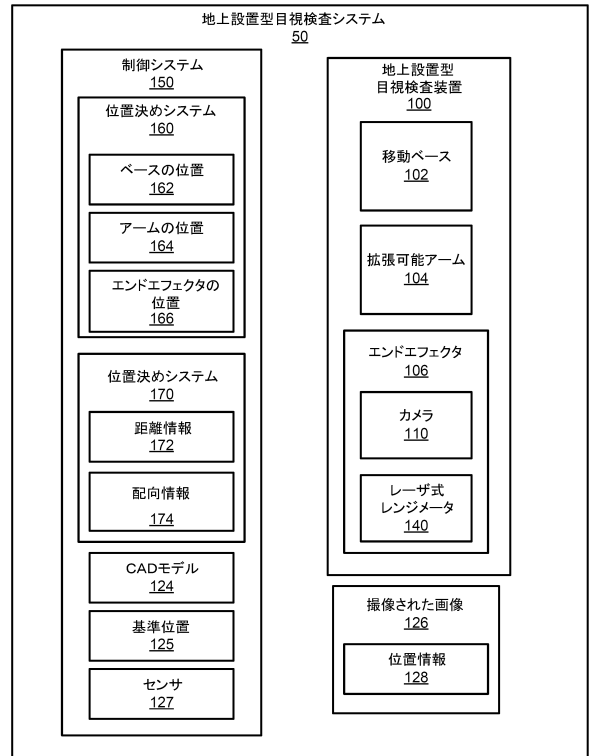 地上設置型目視検査システム
50
制御システム
150
位置決めシステム
160
ベースの位置
162
アームの位置
164
エンドエフェクタの
位置
166
位置決めシステム
170
距離情報
172
配向情報
174
CADモデル
124
基準位置
125
センサ
127
地上設置型
目視検査装置
100
移動ベース
102
拡張可能アーム
104
エンドエフェクタ
106
カメラ
110
レーザ式
レンジメータ
140
撮像された画像
126
位置情報
128